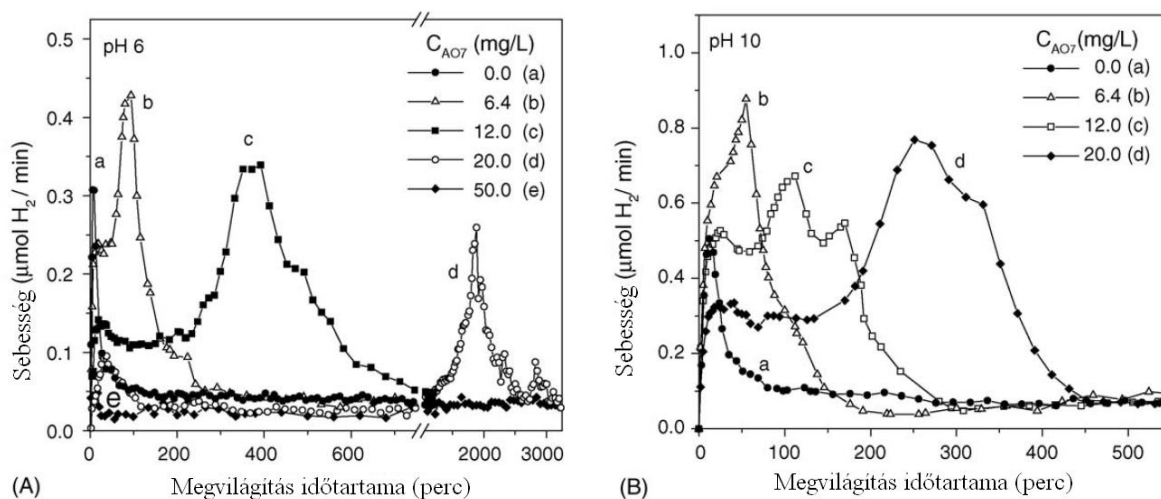 pH 6
C_AO7 (mg/L)
0.0 (a)
6.4 (b)
12.0 (c)
20.0 (d)
50.0 (e)
a
b
c
d
e
0.5
0.4
0.3
0.2
0.1
0.0
Sebesség (µmol H₂/ min)
0 200 400 600 2000 3000
(A) Megvilágítás időtartama (perc)
pH 10
C_AO7 (mg/L)
0.0 (a)
6.4 (b)
12.0 (c)
20.0 (d)
b
c
d
a
1.0
0.8
0.6
0.4
0.2
0.0
Sebesség (µmol H₂/ min)
0 100 200 300 400 500
(B) Megvilágítás időtartama (perc)